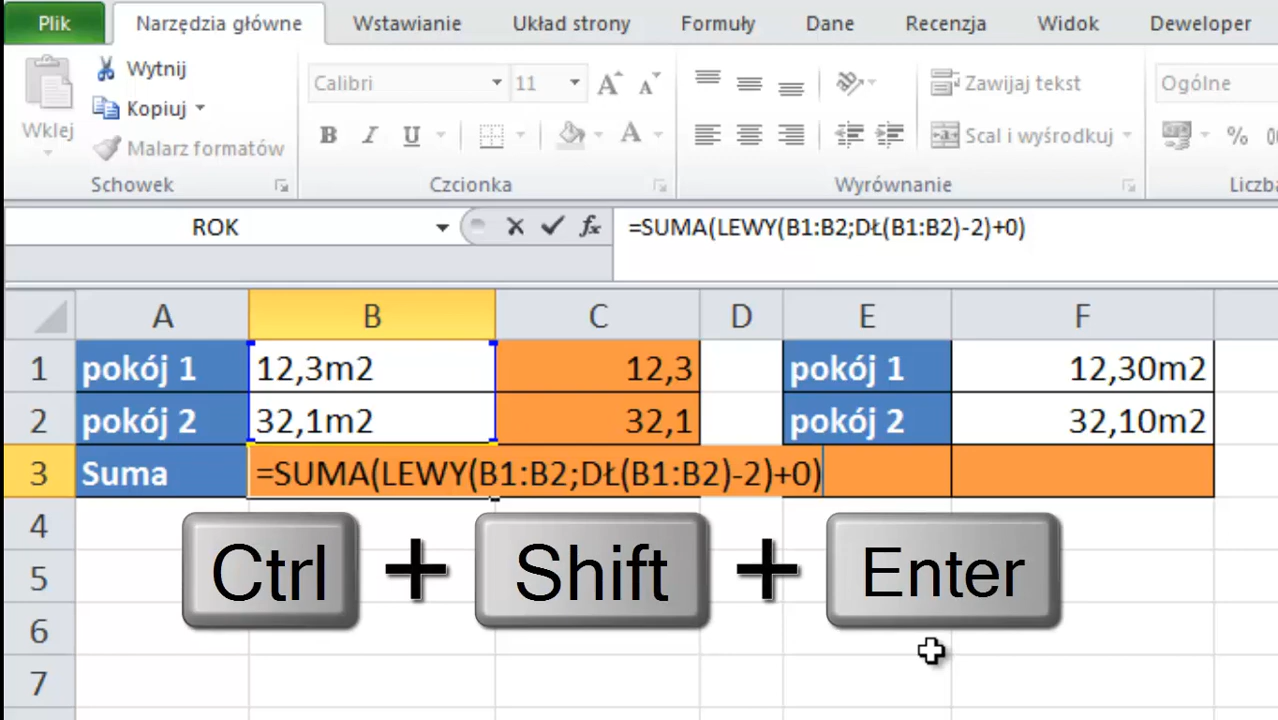 Plik Narzędzia główne Wstawianie Układ strony Formuły Dane Recenzja Widok Deweloper
Wklej
Wytnij
Kopiuj
Malarz formatów
Schowek
Calibri 11
B I U
Czcionka
Zawijaj tekst
Scal i wyśrodkuj
Wyrównanie
Ogólne
%
ROK fx =SUMA(LEWY(B1:B2;DŁ(B1:B2)-2)+0)
A B C D E F
1 pokój 1 12,3m2 12,3 pokój 1 12,30m2
2 pokój 2 32,1m2 32,1 pokój 2 32,10m2
3 Suma =SUMA(LEWY(B1:B2;DŁ(B1:B2)-2)+0)
4
5
6
7
Ctrl + Shift + Enter